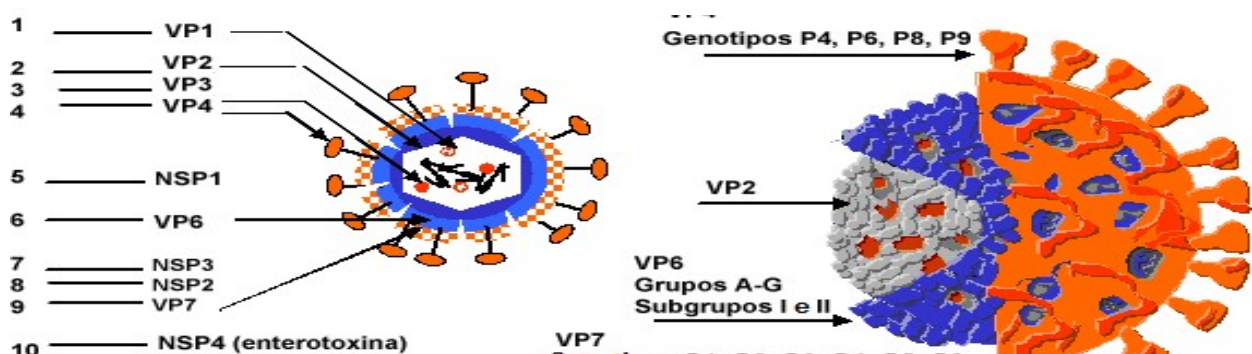 1 VP1
2 VP2
3 VP3
4 VP4
5 NSP1
6 VP6
7 NSP3
8 NSP2
9 VP7
10 NSP4 (enterotoxina)
Genotipos P4, P6, P8, P9
VP2
VP6
Grupos A-G
Subgrupos I e II
VP7